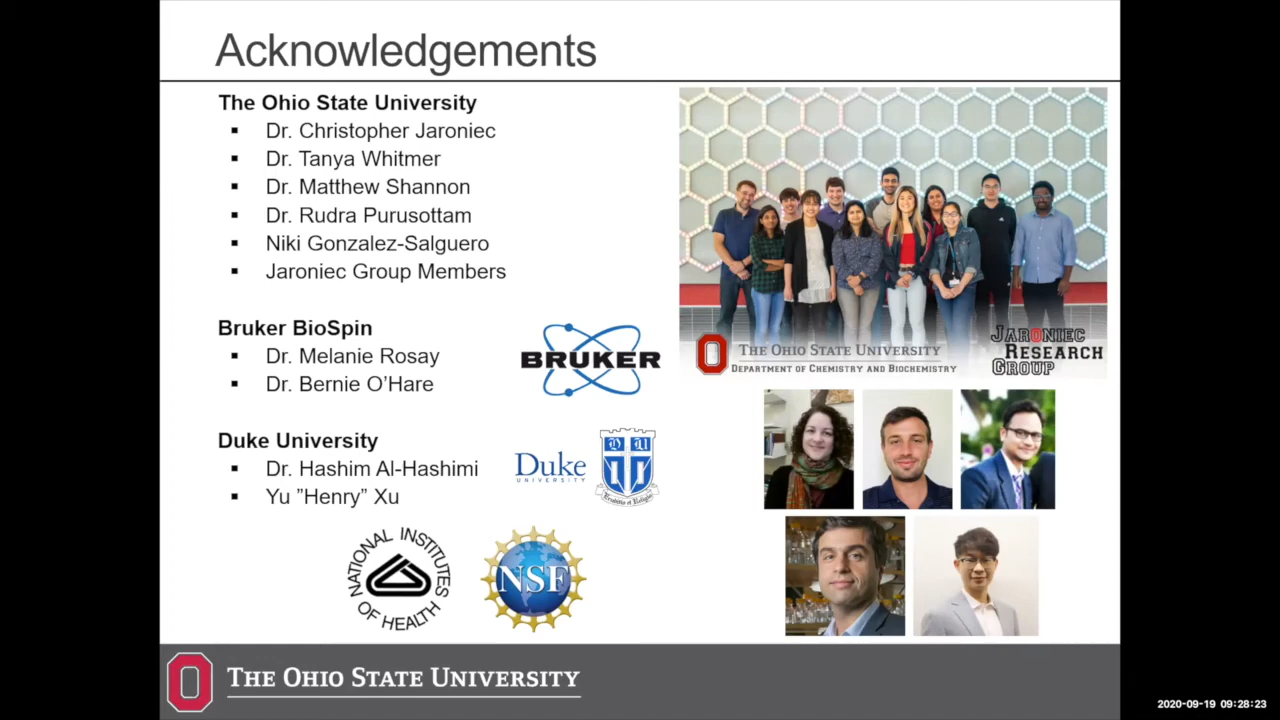 Acknowledgements
The Ohio State University
▪ Dr. Christopher Jaroniec
▪ Dr. Tanya Whitmer
▪ Dr. Matthew Shannon
▪ Dr. Rudra Purusottam
▪ Niki Gonzalez-Salguero
▪ Jaroniec Group Members
Bruker BioSpin
▪ Dr. Melanie Rosay
▪ Dr. Bernie O’Hare
BRUKER
Duke University
▪ Dr. Hashim Al-Hashimi
▪ Yu ”Henry” Xu
Duke
UNIVERSITY
NATIONAL INSTITUTES
OF HEALTH
NSF
THE OHIO STATE UNIVERSITY
DEPARTMENT OF CHEMISTRY AND BIOCHEMISTRY
JARONIEC
RESEARCH
GROUP
THE OHIO STATE UNIVERSITY
2020-09-19 09:28:23